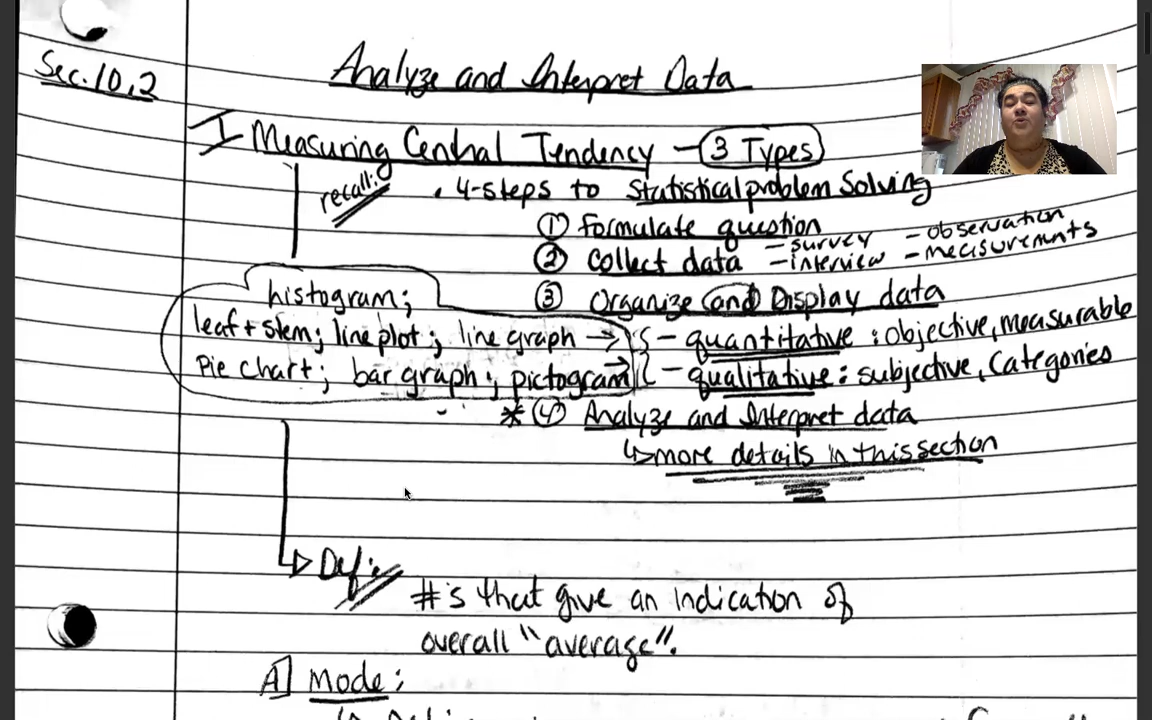 Sec. 10.2
Analyze and Interpret Data
I Measuring Central Tendency - 3 Types
recall: . 4-steps to Statistical problem Solving
① Formulate question
② Collect data - survey - observation
- interview - measurements
③ Organize and Display data
histogram;
leaf + stem; line plot; line graph → - quantitative : objective, measurable
Pie chart; bar graph; pictogram → - qualitative : subjective, Categories
* ④ Analyze and Interpret data
↳ more details in this section
Define
#s that give an indication of
overall "average".
A] Mode: